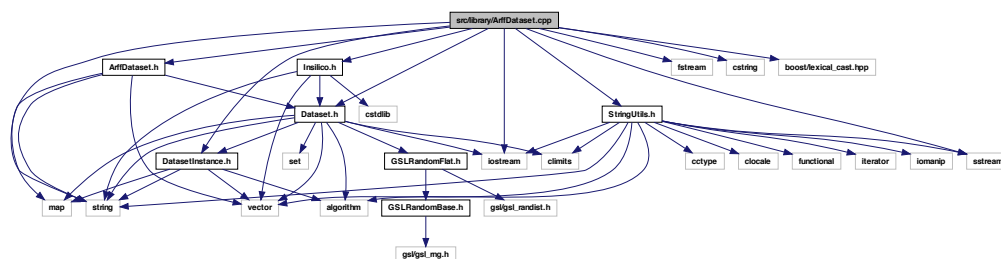 src/library/ArffDataset.cpp
ArffDataset.h
Insilico.h
fstream
cstring
boost/lexical_cast.hpp
Dataset.h
cstdlib
StringUtils.h
DatasetInstance.h
set
GSLRandomFlat.h
iostream
climits
cctype
clocale
functional
iterator
iomanip
sstream
map
string
vector
algorithm
GSLRandomBase.h
gsl/gsl_randist.h
gsl/gsl_rng.h